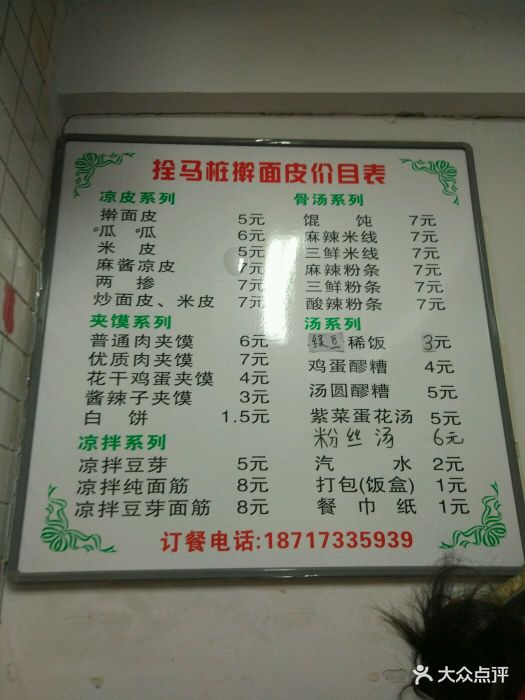 拴马桩擀面皮价目表
凉皮系列
擀面皮 5元
呱呱 6元
米皮 5元
麻酱凉皮 7元
两掺 7元
炒面皮、米皮 7元
夹馍系列
普通肉夹馍 6元
优质肉夹馍 7元
花干鸡蛋夹馍 4元
酱辣子夹馍 3元
白饼 1.5元
凉拌系列
凉拌豆芽 5元
凉拌纯面筋 8元
凉拌豆芽面筋 8元
骨汤系列
馄饨 7元
麻辣米线 7元
三鲜米线 7元
麻辣粉条 7元
三鲜粉条 7元
酸辣粉条 7元
汤系列
绿豆稀饭 3元
鸡蛋醪糟 4元
汤圆醪糟 5元
紫菜蛋花汤 5元
粉丝汤 6元
汽水 2元
打包(饭盒) 1元
餐巾纸 1元
订餐电话:18717335939
大众点评